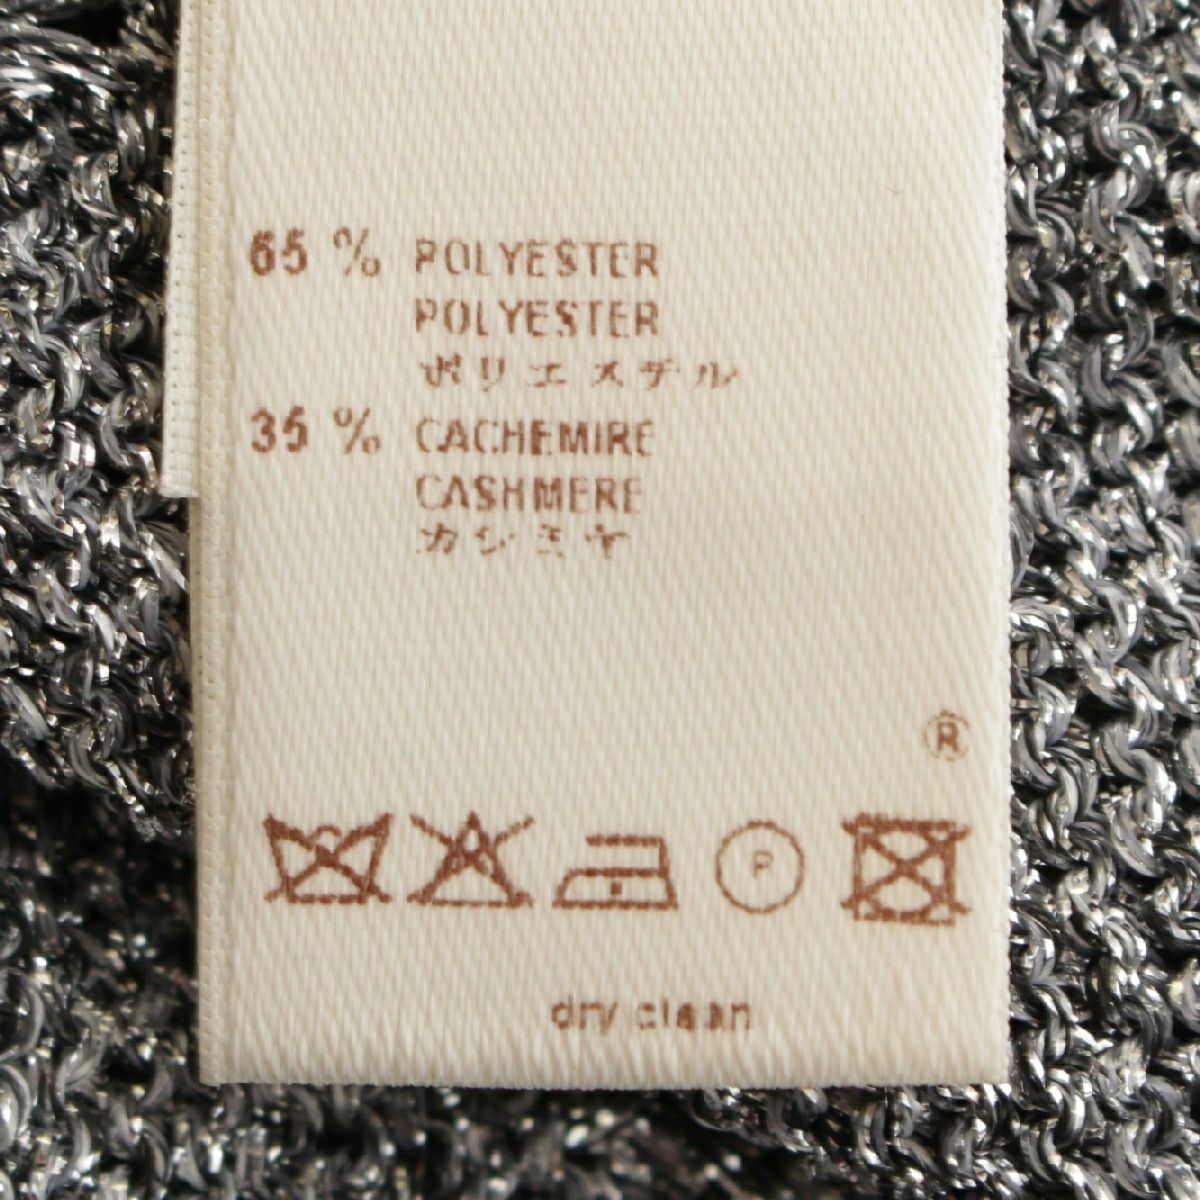 65 % POLYESTER
POLYESTER
ポリエステル
35 % CACHEMIRE
CASHMERE
カシミヤ
®
P
dry clean